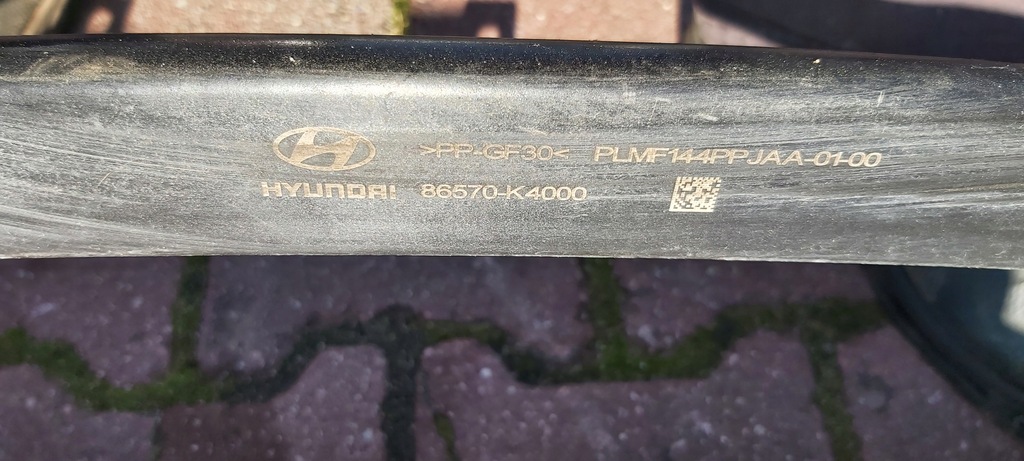 >PP-GF30< PLMF144PPJAA-01-00
HYUNDAI 86570-K4000